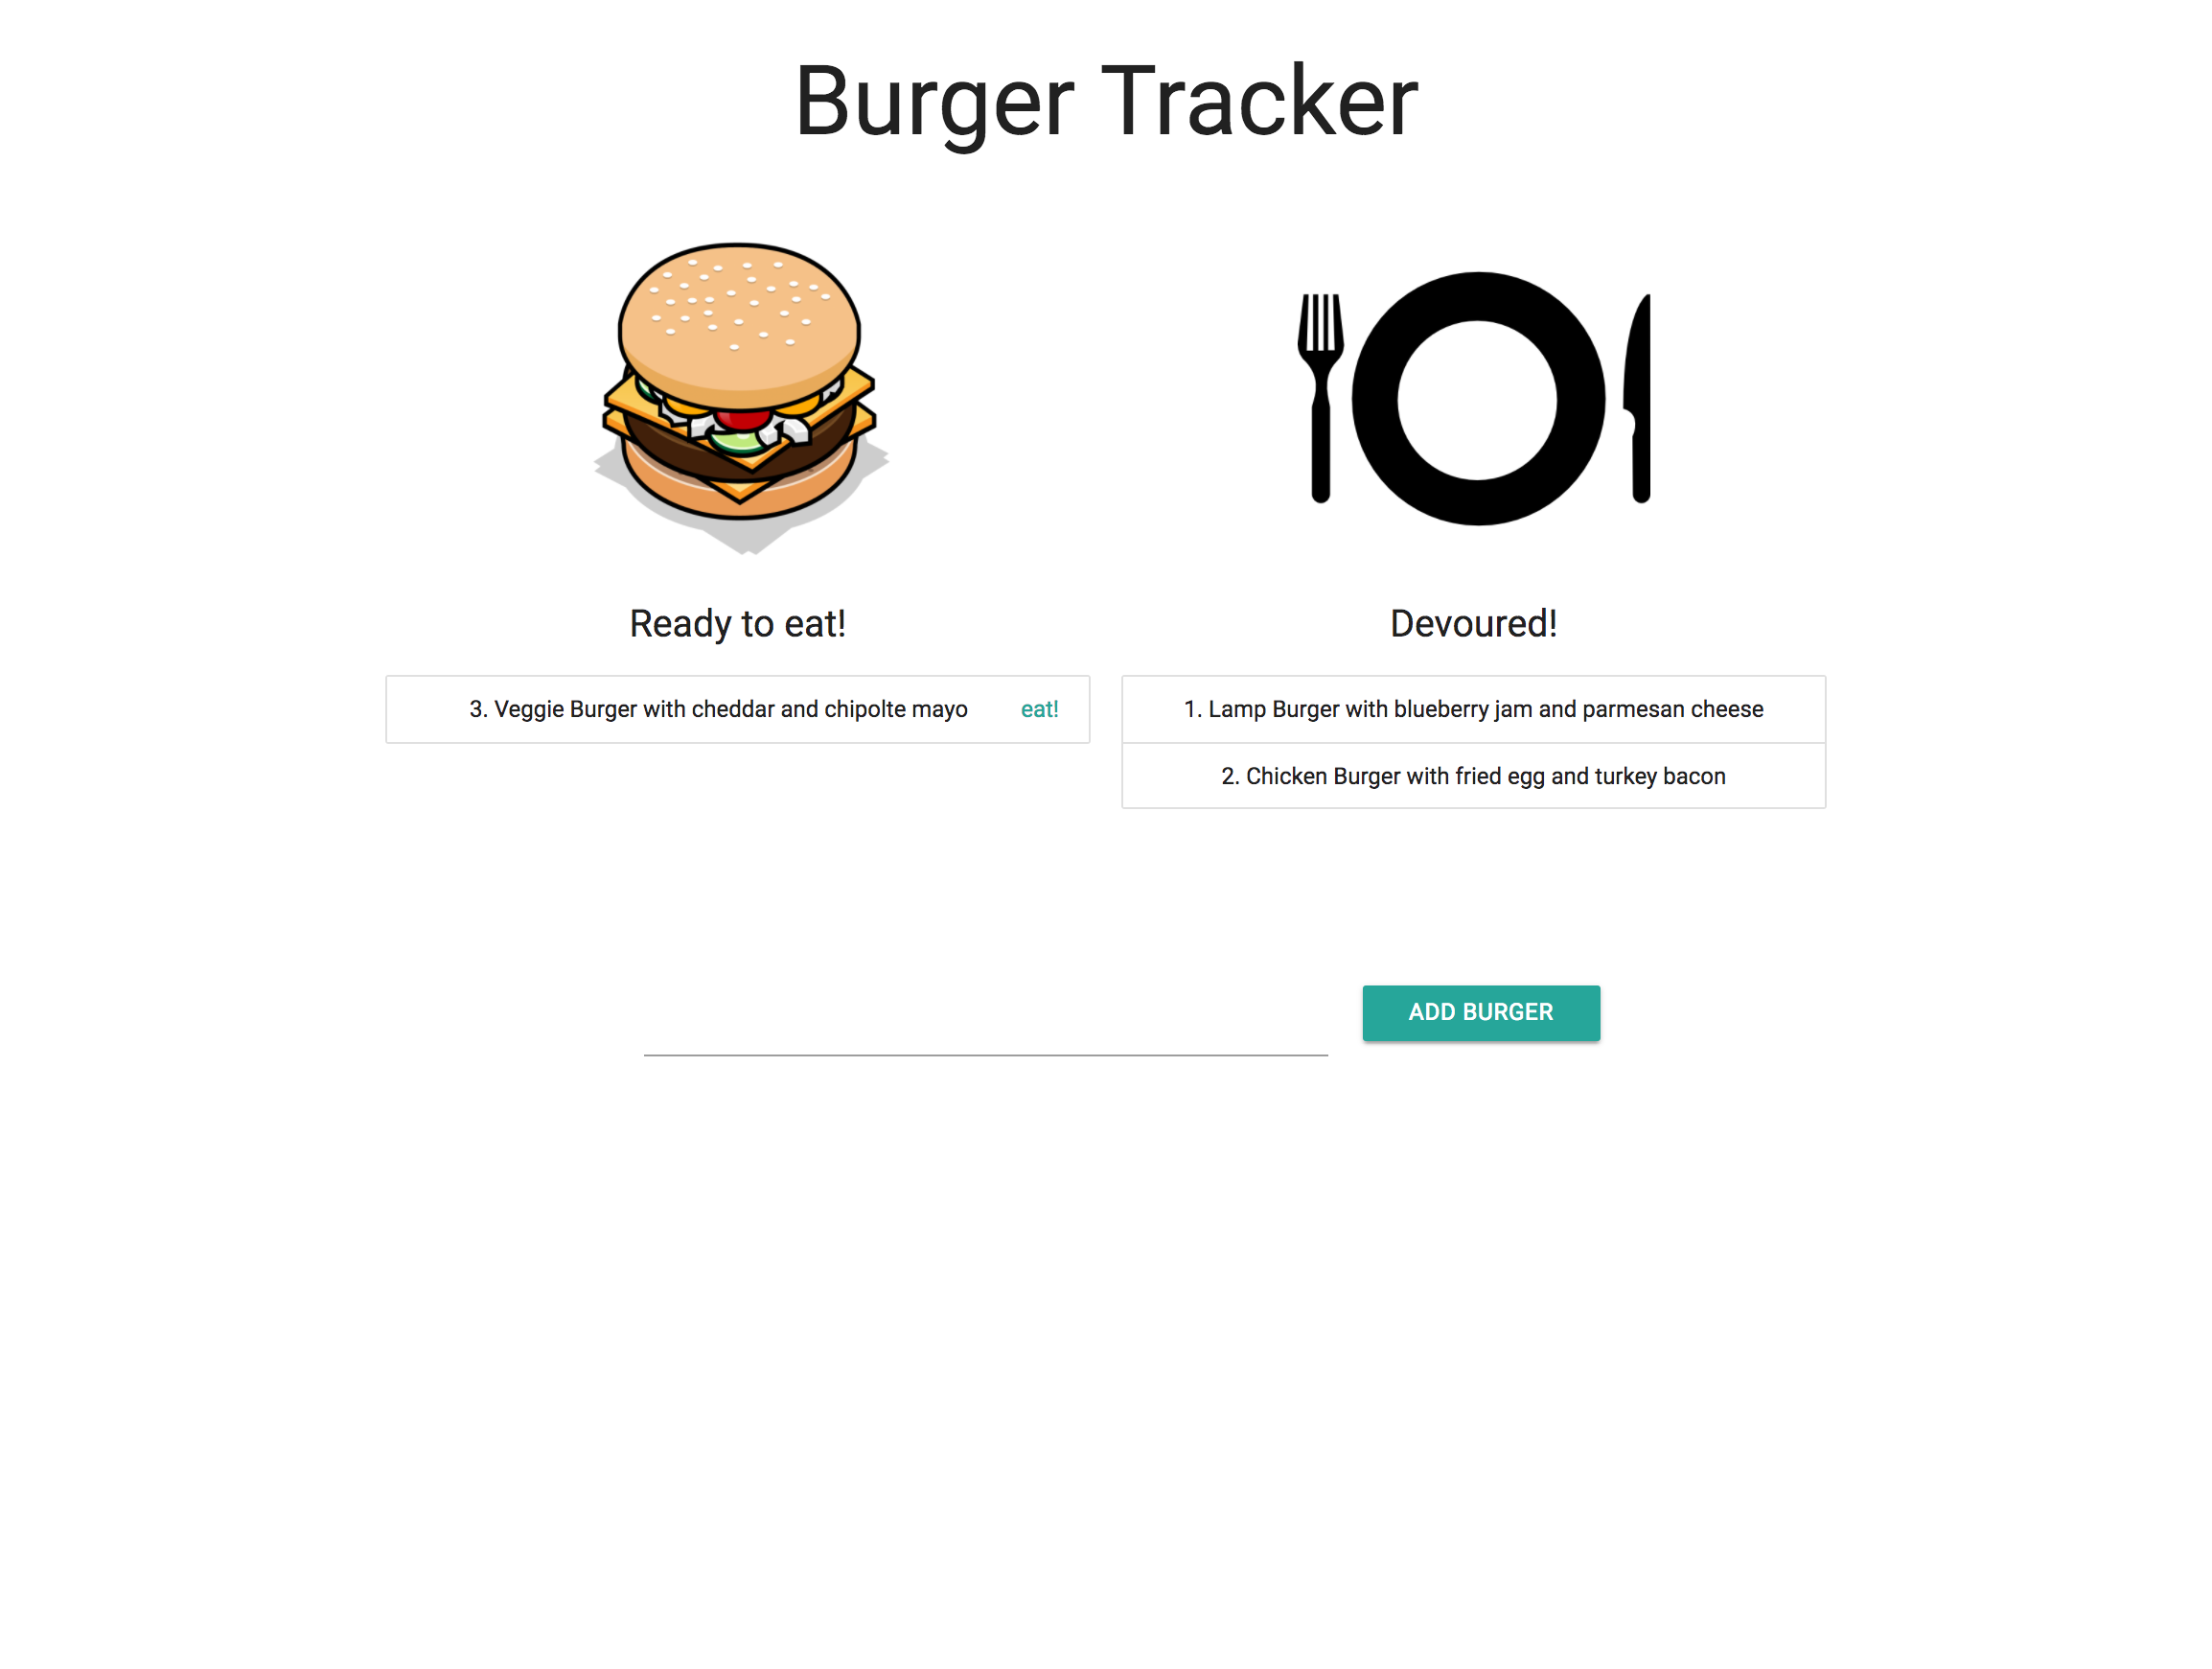 Burger Tracker
Ready to eat!
3. Veggie Burger with cheddar and chipolte mayo eat!
Devoured!
1. Lamp Burger with blueberry jam and parmesan cheese
2. Chicken Burger with fried egg and turkey bacon
ADD BURGER